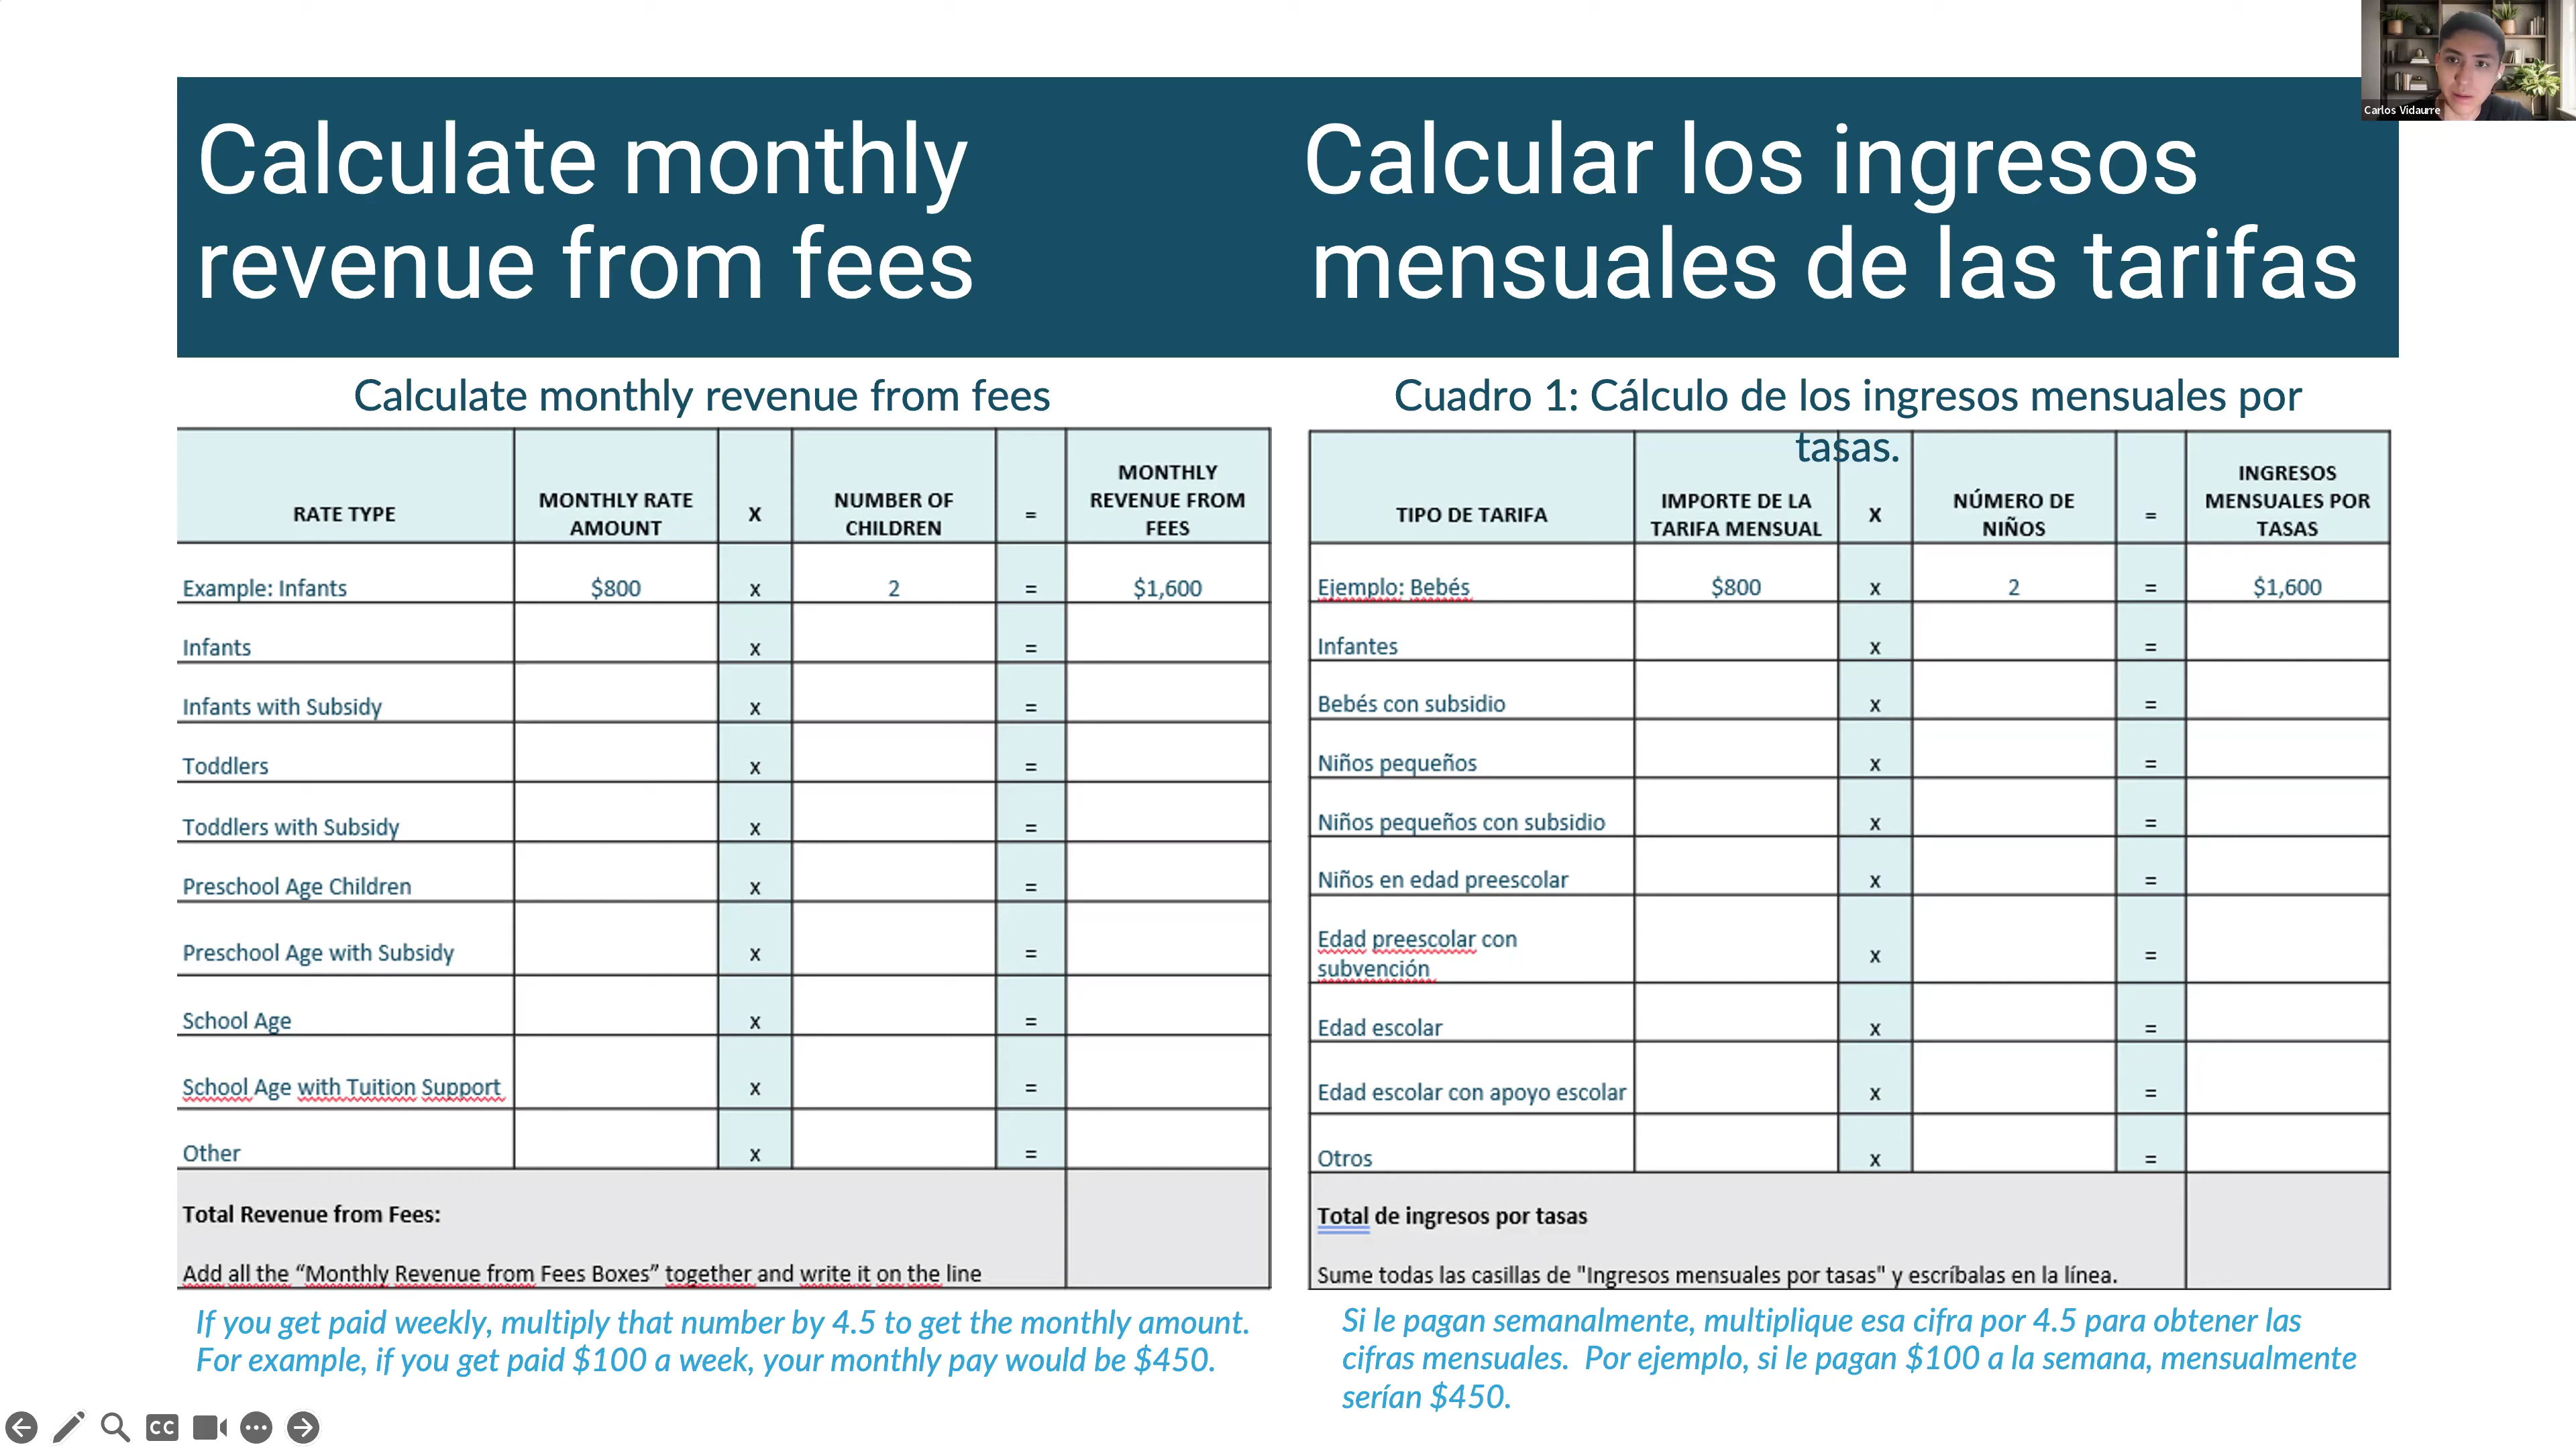 Carlos Vidaurre
Calculate monthly
revenue from fees
Calcular los ingresos
mensuales de las tarifas
Calculate monthly revenue from fees
RATE TYPE MONTHLY RATE AMOUNT X NUMBER OF CHILDREN = MONTHLY REVENUE FROM FEES
Example: Infants $800 x 2 = $1,600
Infants x =
Infants with Subsidy x =
Toddlers x =
Toddlers with Subsidy x =
Preschool Age Children x =
Preschool Age with Subsidy x =
School Age x =
School Age with Tuition Support x =
Other x =
Total Revenue from Fees:
Add all the “Monthly Revenue from Fees Boxes” together and write it on the line
If you get paid weekly, multiply that number by 4.5 to get the monthly amount.
For example, if you get paid $100 a week, your monthly pay would be $450.
Cuadro 1: Cálculo de los ingresos mensuales por
tasas.
TIPO DE TARIFA IMPORTE DE LA TARIFA MENSUAL X NÚMERO DE NIÑOS = INGRESOS MENSUALES POR TASAS
Ejemplo: Bebés $800 x 2 = $1,600
Infantes x =
Bebés con subsidio x =
Niños pequeños x =
Niños pequeños con subsidio x =
Niños en edad preescolar x =
Edad preescolar con
subvención x =
Edad escolar x =
Edad escolar con apoyo escolar x =
Otros x =
Total de ingresos por tasas
Sume todas las casillas de "Ingresos mensuales por tasas" y escríbalas en la línea.
Si le pagan semanalmente, multiplique esa cifra por 4.5 para obtener las
cifras mensuales. Por ejemplo, si le pagan $100 a la semana, mensualmente
serían $450.
CC